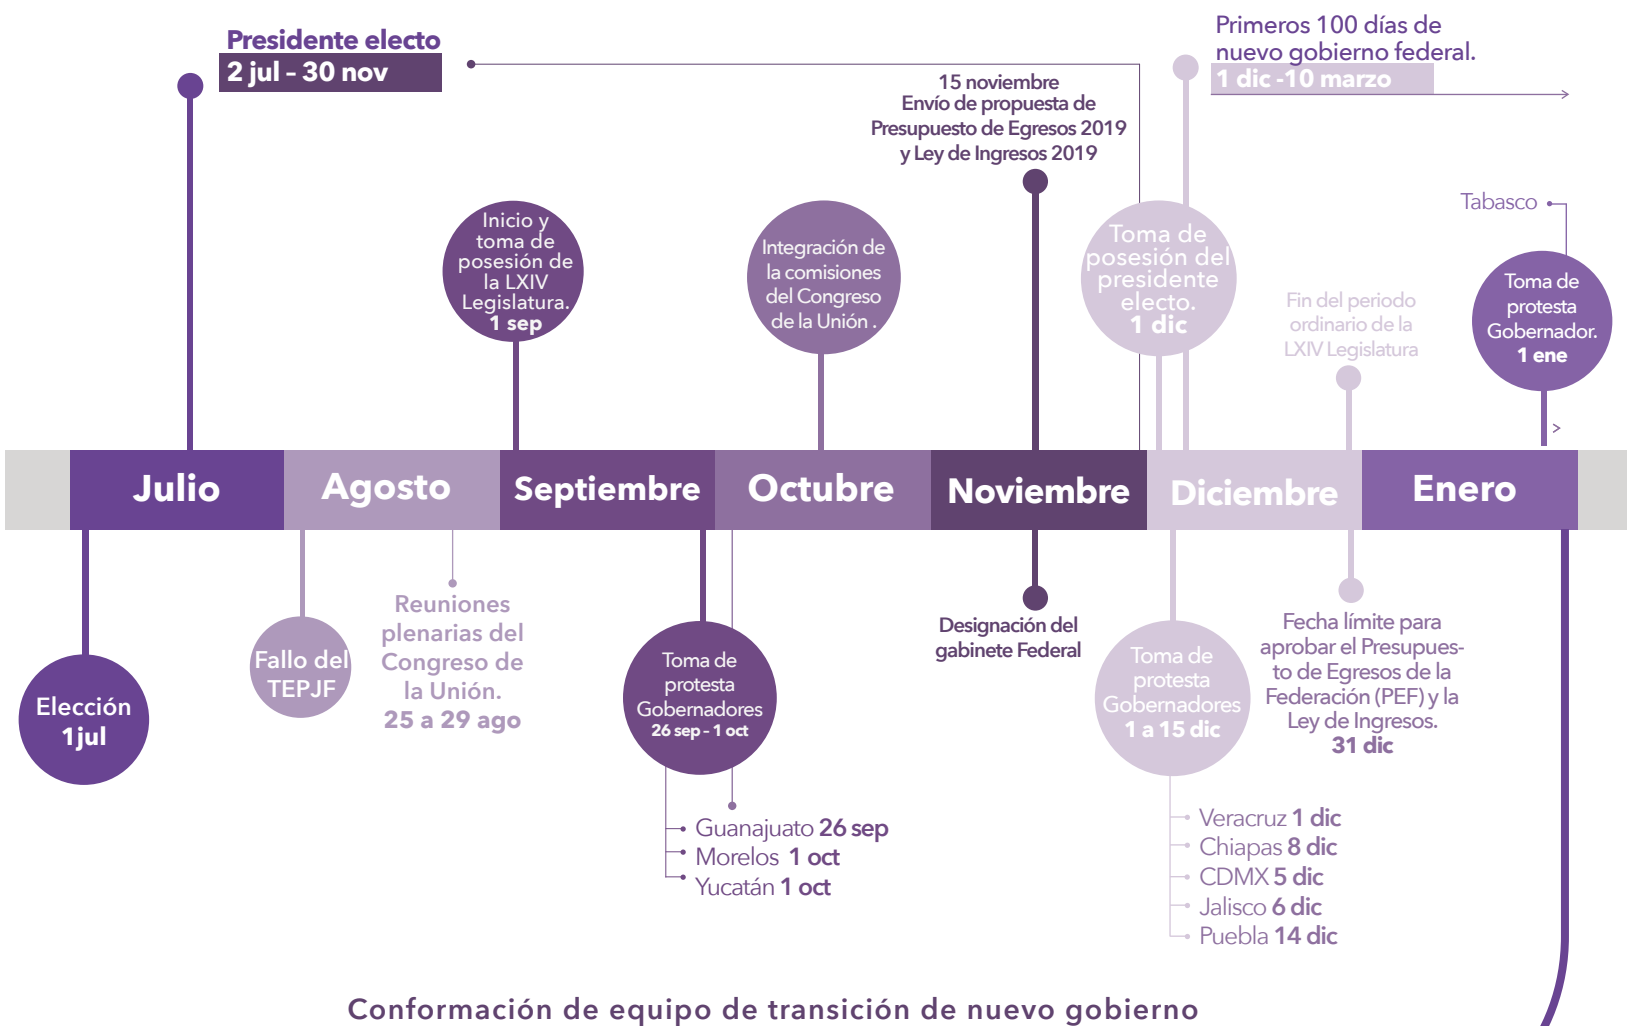 Presidente electo
2 jul – 30 nov
15 noviembre
Envío de propuesta de
Presupuesto de Egresos 2019
y Ley de Ingresos 2019
Primeros 100 días de
nuevo gobierno federal.
1 dic -10 marzo
Inicio y
toma de
posesión de
la LXIV
Legislatura.
1 sep
Integración de
la comisiones
del Congreso
de la Unión .
Toma de
posesión del
presidente
electo.
1 dic
Fin del periodo
ordinario de la
LXIV Legislatura
Tabasco
Toma de
protesta
Gobernador.
1 ene
Julio
Agosto
Septiembre
Octubre
Noviembre
Diciembre
Enero
Elección
1jul
Fallo del
TEPJF
Reuniones
plenarias del
Congreso de
la Unión.
25 a 29 ago
Toma de
protesta
Gobernadores
26 sep – 1 oct
Guanajuato 26 sep
Morelos 1 oct
Yucatán 1 oct
Designación del
gabinete Federal
Toma de
protesta
Gobernadores
1 a 15 dic
Veracruz 1 dic
Chiapas 8 dic
CDMX 5 dic
Jalisco 6 dic
Puebla 14 dic
Fecha límite para
aprobar el Presupues-
to de Egresos de la
Federación (PEF) y la
Ley de Ingresos.
31 dic
Conformación de equipo de transición de nuevo gobierno